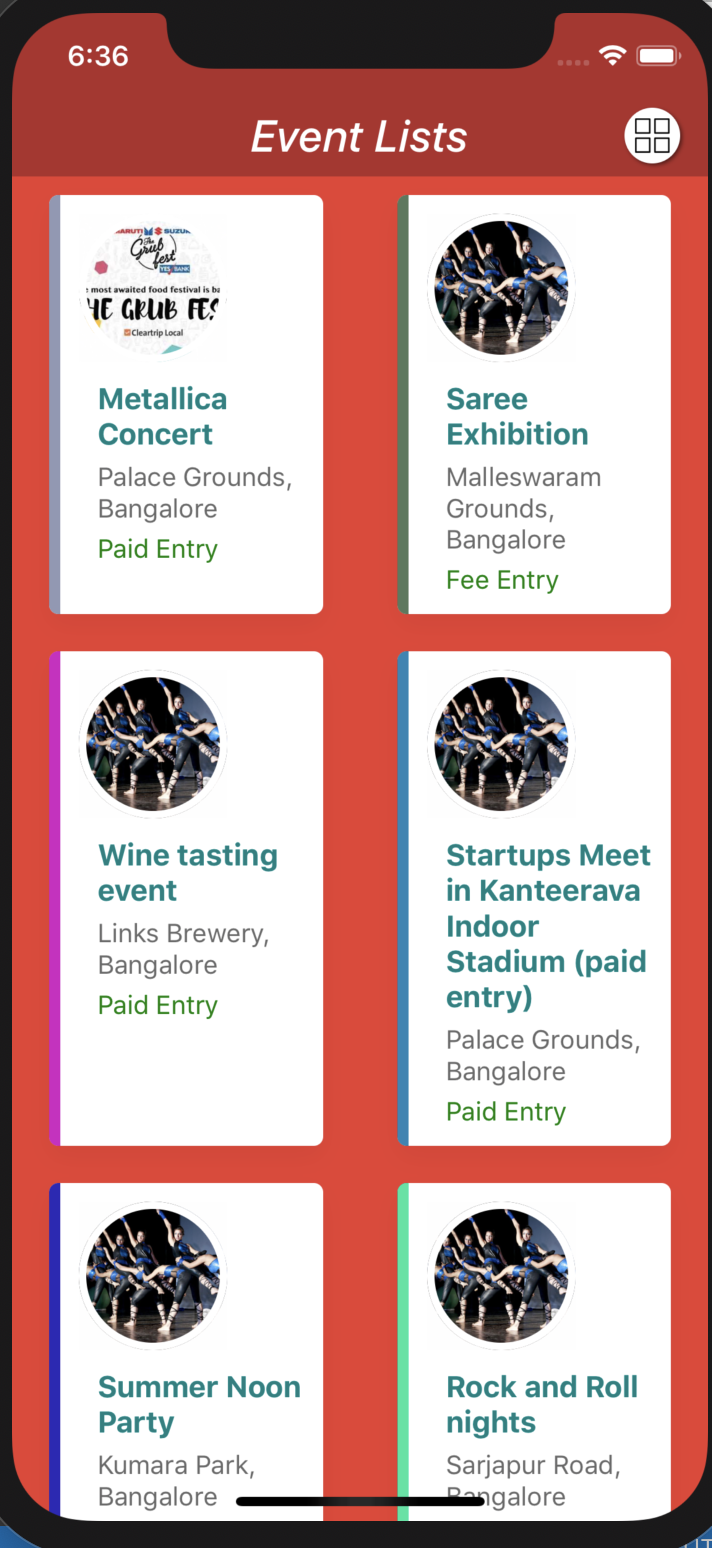 6:36
Event Lists
ARUTI SUZU
The
Grub
fest
YES BANK
e most awaited food festival is ba
HE GRUB FES
Cleartrip Local
Metallica
Concert
Palace Grounds,
Bangalore
Paid Entry
Saree
Exhibition
Malleswaram
Grounds,
Bangalore
Fee Entry
Wine tasting
event
Links Brewery,
Bangalore
Paid Entry
Startups Meet
in Kanteerava
Indoor
Stadium (paid
entry)
Palace Grounds,
Bangalore
Paid Entry
Summer Noon
Party
Kumara Park,
Bangalore
Rock and Roll
nights
Sarjapur Road,
Bangalore